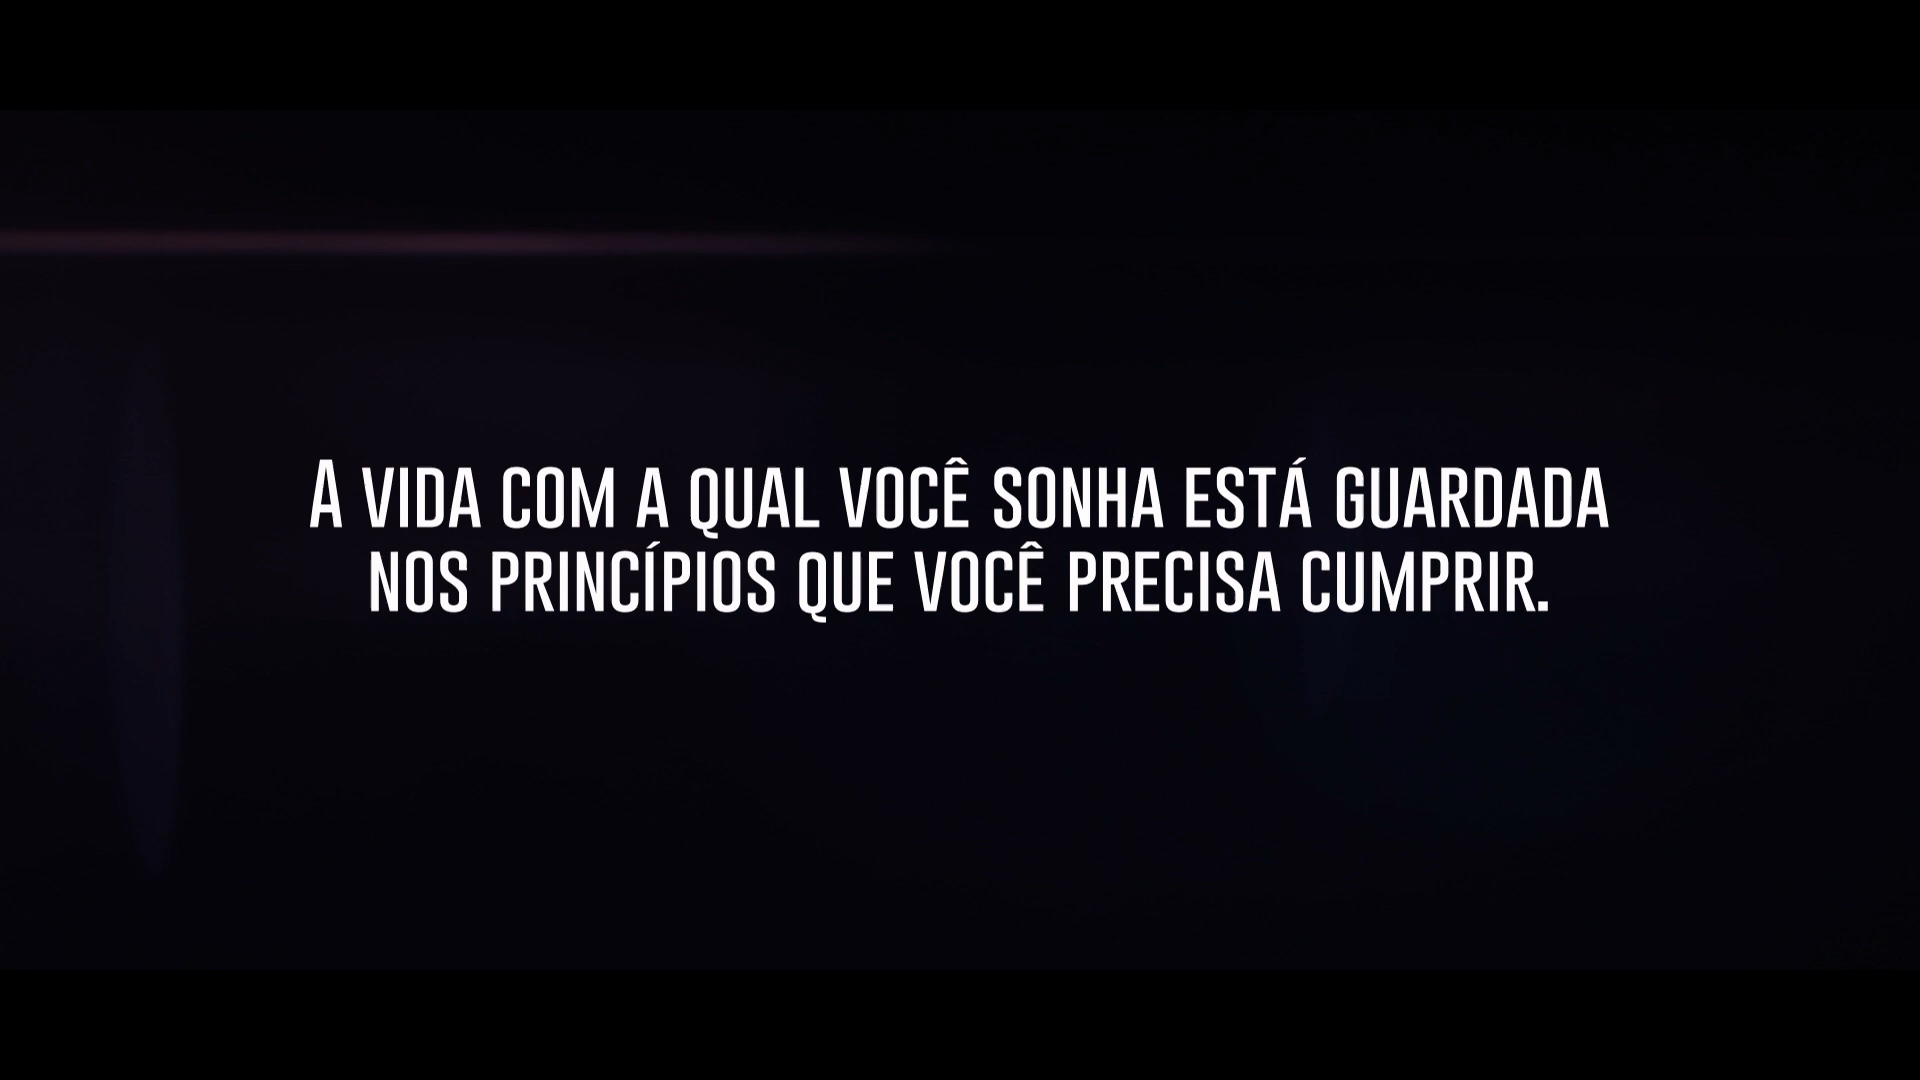 A VIDA COM A QUAL VOCÊ SONHA ESTÁ GUARDADA
NOS PRINCÍPIOS QUE VOCÊ PRECISA CUMPRIR.